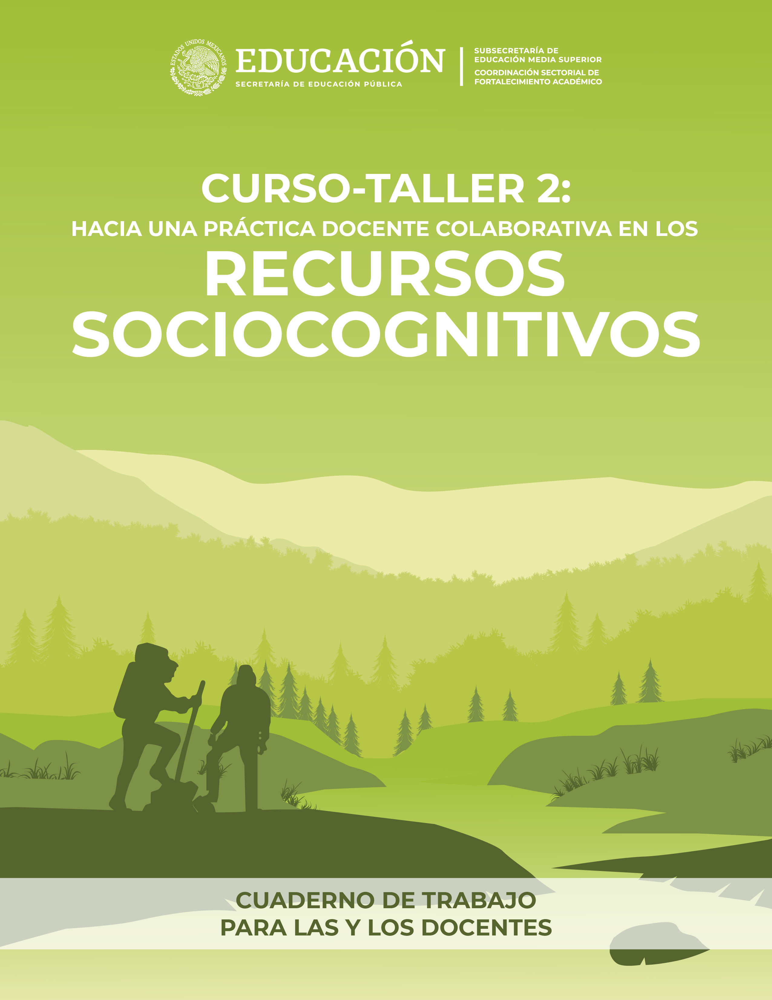 ESTADOS UNIDOS MEXICANOS
EDUCACIÓN
SECRETARÍA DE EDUCACIÓN PÚBLICA
SUBSECRETARÍA DE
EDUCACIÓN MEDIA SUPERIOR
COORDINACIÓN SECTORIAL DE
FORTALECIMIENTO ACADÉMICO
CURSO-TALLER 2:
HACIA UNA PRÁCTICA DOCENTE COLABORATIVA EN LOS
RECURSOS
SOCIOCOGNITIVOS
CUADERNO DE TRABAJO
PARA LAS Y LOS DOCENTES